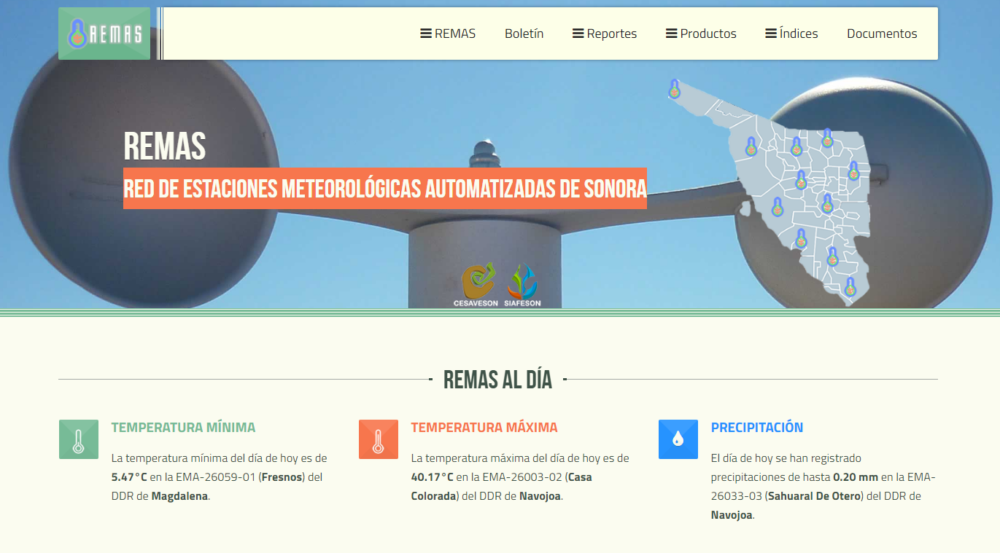 REMAS
REMAS
Boletín
Reportes
Productos
Índices
Documentos
REMAS
RED DE ESTACIONES METEOROLÓGICAS AUTOMATIZADAS DE SONORA
CESAVESON
SIAFESON
REMAS AL DÍA
TEMPERATURA MÍNIMA
La temperatura mínima del día de hoy es de
5.47°C en la EMA-26059-01 (Fresnos) del
DDR de Magdalena.
TEMPERATURA MÁXIMA
La temperatura máxima del día de hoy es de
40.17°C en la EMA-26003-02 (Casa
Colorada) del DDR de Navojoa.
PRECIPITACIÓN
El día de hoy se han registrado
precipitaciones de hasta 0.20 mm en la EMA-
26033-03 (Sahuaral De Otero) del DDR de
Navojoa.